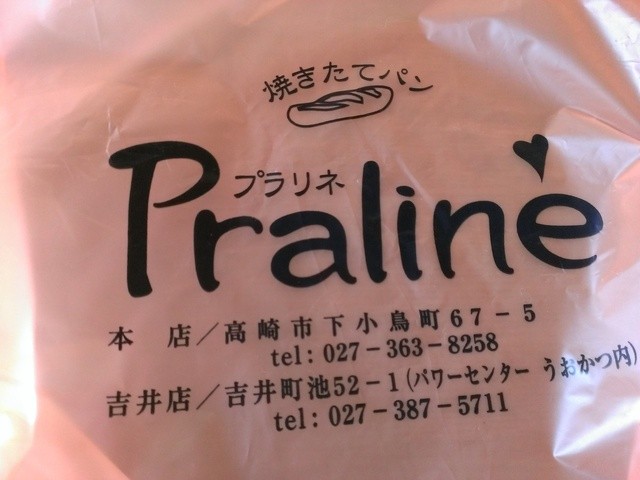 焼きたてパン
プラリネ
Praline
本 店／高崎市下小鳥町67-5
tel: 027-363-8258
吉井店／吉井町池52-1(パワーセンター うおかつ内)
tel: 027-387-5711